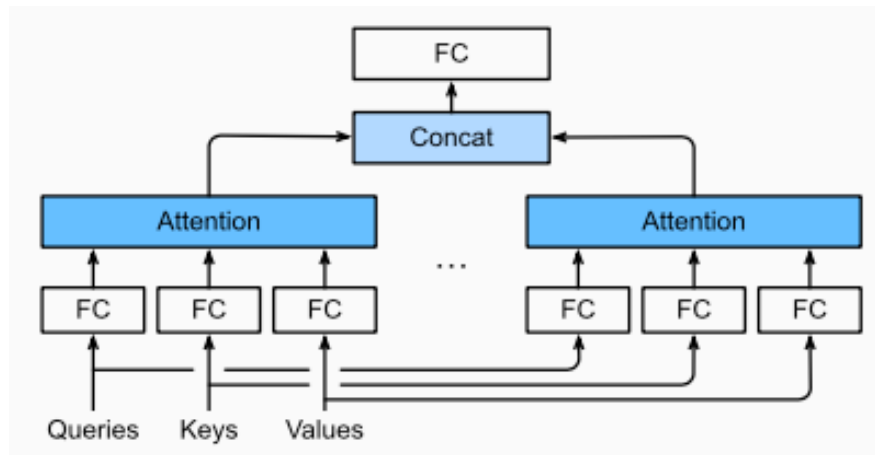 FC
Concat
Attention
Attention
...
FC FC FC
FC FC FC
Queries Keys Values